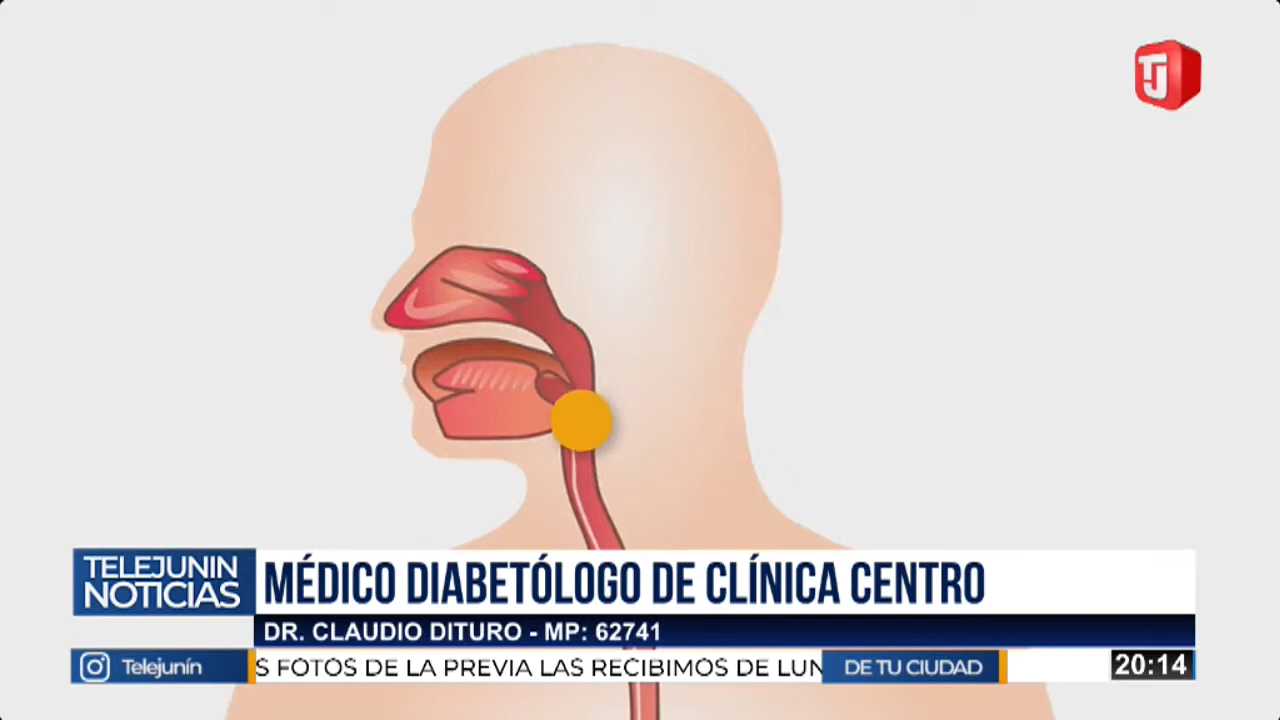 TJ
TELEJUNIN
NOTICIAS
MÉDICO DIABETÓLOGO DE CLÍNICA CENTRO
DR. CLAUDIO DITURO - MP: 62741
Telejunín
S FOTOS DE LA PREVIA LAS RECIBIMOS DE LUN
DE TU CIUDAD
20:14